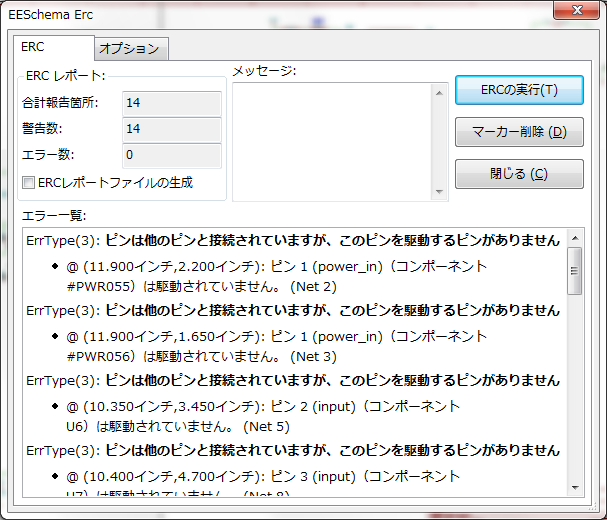 EESchema Erc
ERC オプション
ERC レポート: メッセージ:
合計報告箇所: 14 ERCの実行(T)
警告数: 14 マーカー削除 (D)
エラー数: 0
ERCレポートファイルの生成 閉じる (C)
エラー一覧:
ErrType(3): ピンは他のピンと接続されていますが、このピンを駆動するピンがありません
@ (11.900インチ,2.200インチ): ピン 1 (power_in)（コンポーネント
#PWR055）は駆動されていません。 (Net 2)
ErrType(3): ピンは他のピンと接続されていますが、このピンを駆動するピンがありません
@ (11.900インチ,1.650インチ): ピン 1 (power_in)（コンポーネント
#PWR056）は駆動されていません。 (Net 3)
ErrType(3): ピンは他のピンと接続されていますが、このピンを駆動するピンがありません
@ (10.350インチ,3.450インチ): ピン 2 (input)（コンポーネント
U6）は駆動されていません。 (Net 5)
ErrType(3): ピンは他のピンと接続されていますが、このピンを駆動するピンがありません
@ (10.400インチ,4.700インチ): ピン 3 (input)（コンポーネント
U7）は駆動されていません。 (Net 8)